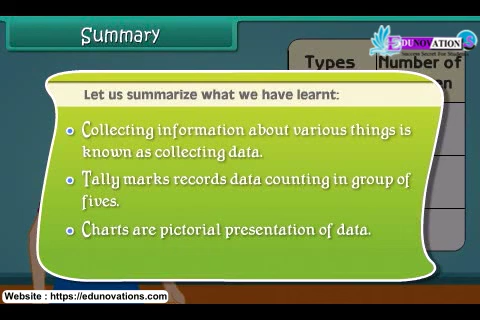 Summary
EDUNOVATION
Types
Number of
Let us summarize what we have learnt:
Collecting information about various things is
known as collecting data.
Tally marks records data counting in group of
fives.
Charts are pictorial presentation of data.
Website : https://edunovations.com